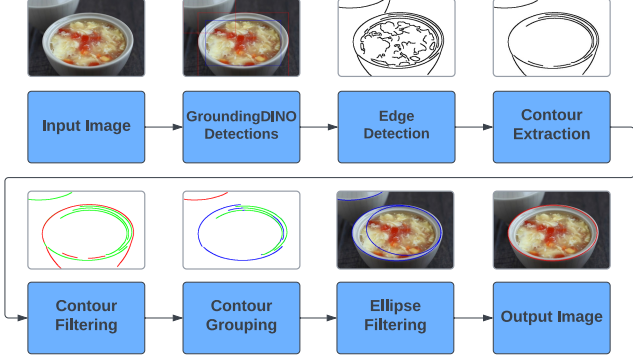 Input Image
GroundingDINO
Detections
Edge
Detection
Contour
Extraction
Contour
Filtering
Contour
Grouping
Ellipse
Filtering
Output Image